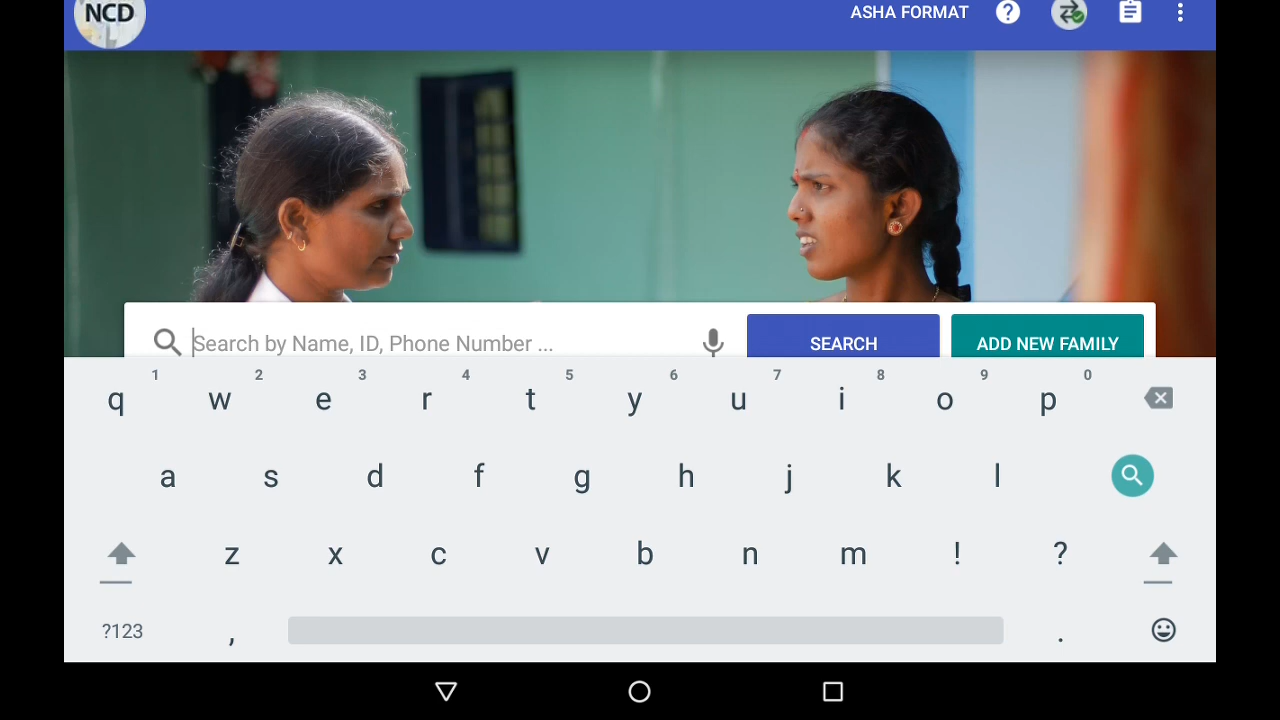 NCD
ASHA FORMAT
Search by Name, ID, Phone Number ...
SEARCH
ADD NEW FAMILY
1 2 3 4 5 6 7 8 9 0
q w e r t y u i o p
a s d f g h j k l
z x c v b n m ! ?
?123 , .